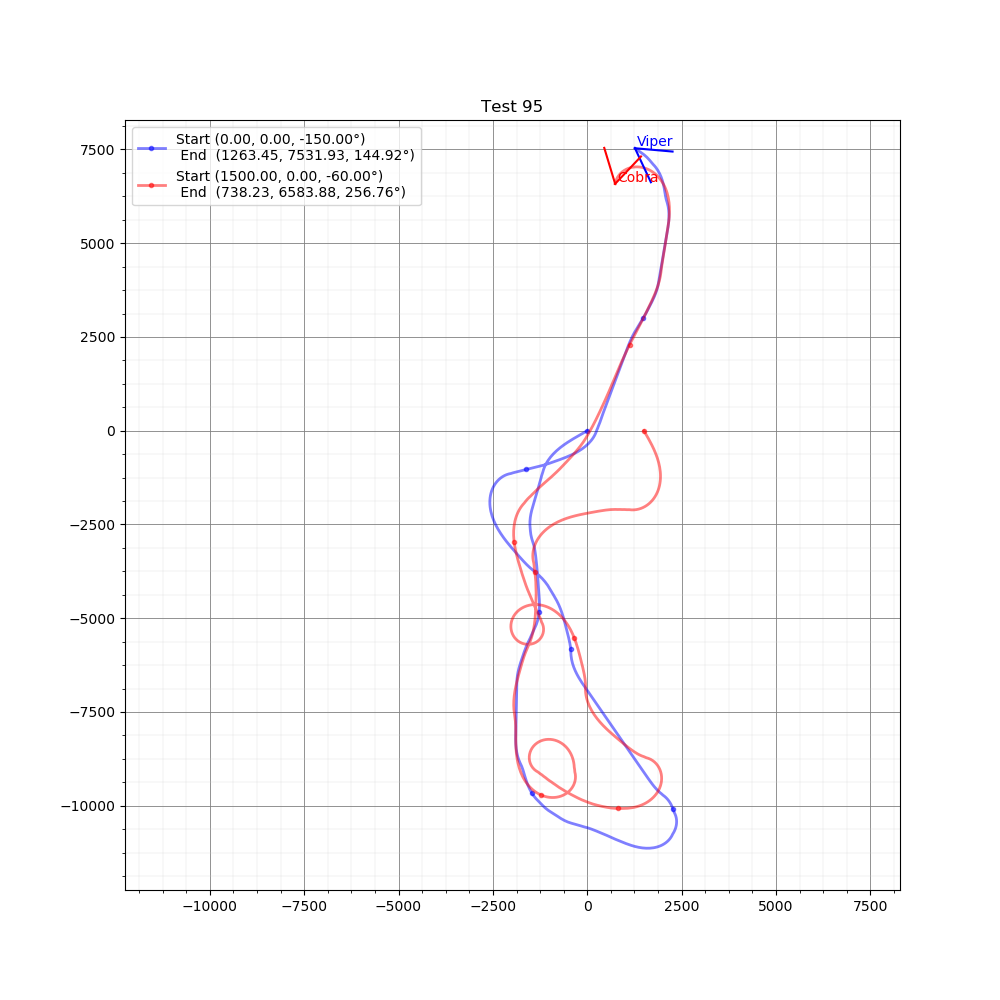 Test 95
Start (0.00, 0.00, -150.00°)
End  (1263.45, 7531.93, 144.92°)
Start (1500.00, 0.00, -60.00°)
End  (738.23, 6583.88, 256.76°)
Viper
Cobra
7500
5000
2500
0
−2500
−5000
−7500
−10000
−10000 −7500 −5000 −2500 0 2500 5000 7500